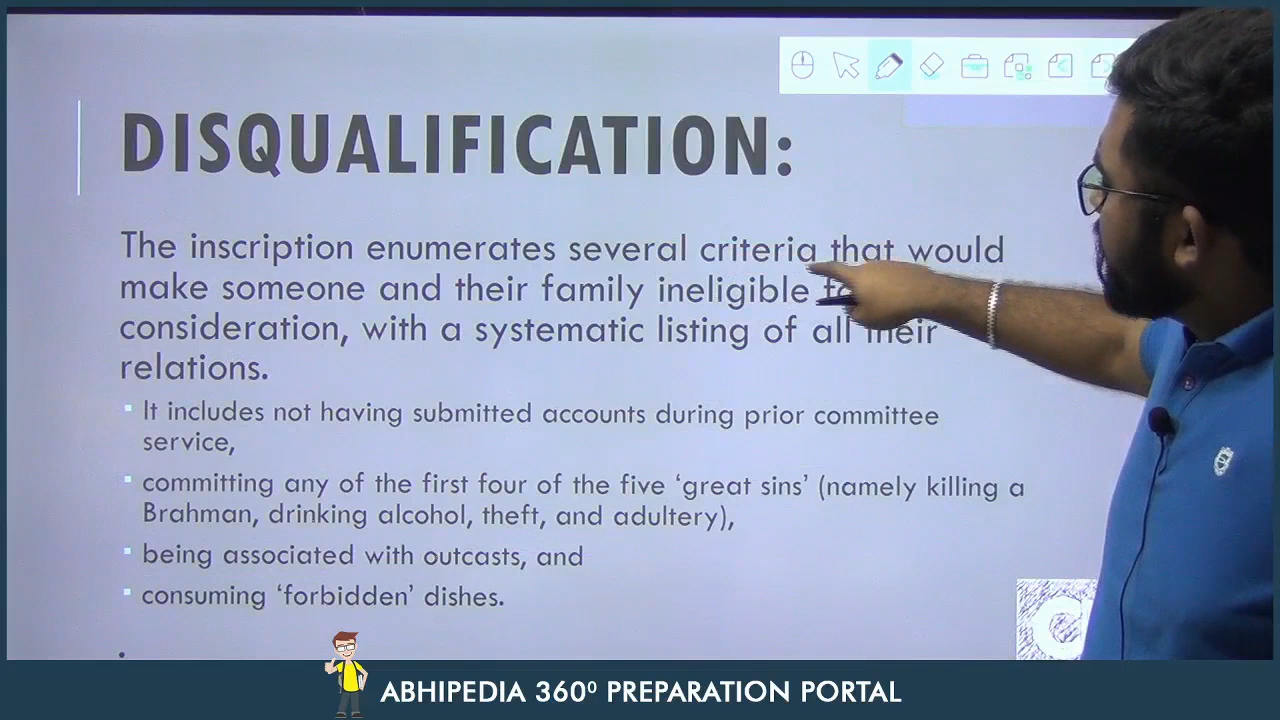 DISQUALIFICATION:
The inscription enumerates several criteria that would
make someone and their family ineligible
consideration, with a systematic listing of all their
relations.
▪ It includes not having submitted accounts during prior committee
service,
▪ committing any of the first four of the five ‘great sins’ (namely killing a
Brahman, drinking alcohol, theft, and adultery),
▪ being associated with outcasts, and
▪ consuming ‘forbidden’ dishes.
ABHIPEDIA 360⁰ PREPARATION PORTAL